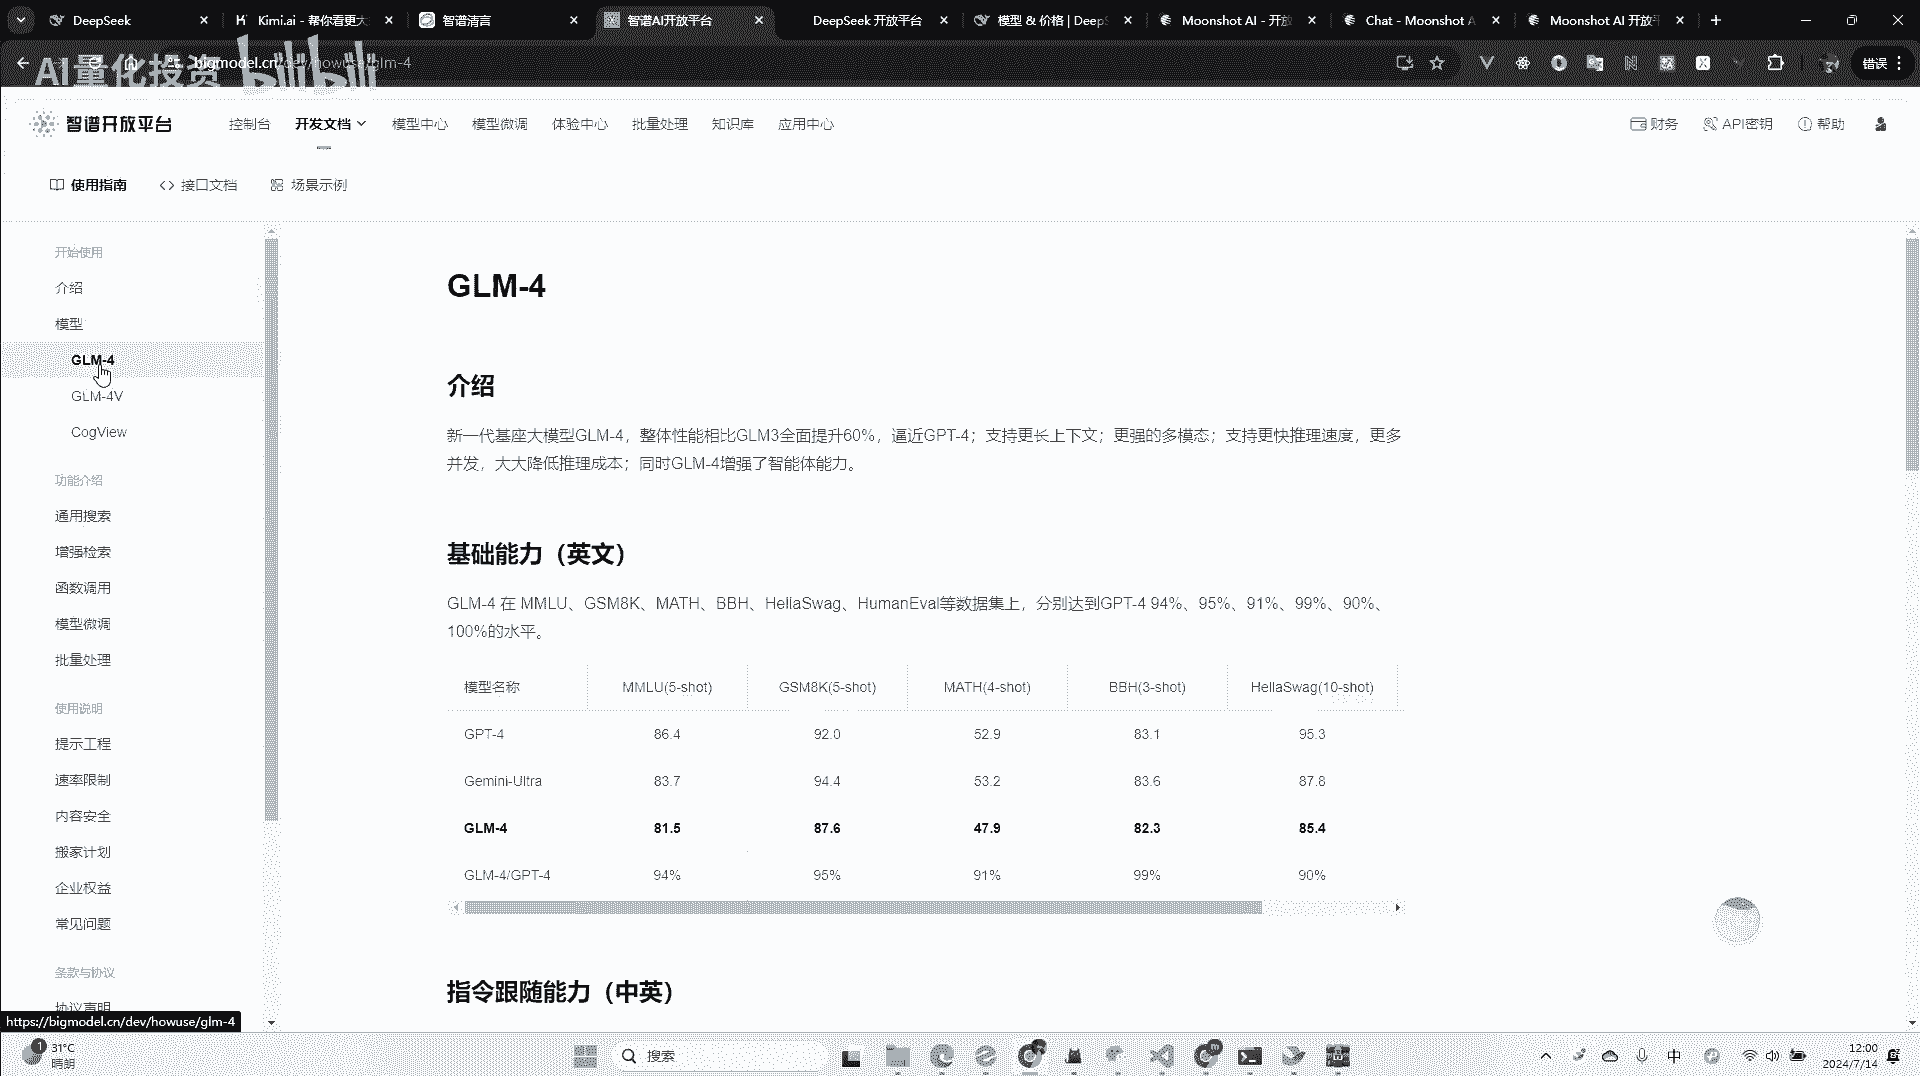 DeepSeek
Kimi.ai - 帮你看更大
智谱清言
智谱AI开放平台
DeepSeek 开放平台
模型 & 价格 | DeepS
Moonshot AI - 开放
Chat - Moonshot A
Moonshot AI 开放平
AI量化投资 bilibili
bigmodel.cn/dev/howuse/glm-4
错误
智谱开放平台
控制台
开发文档
模型中心
模型微调
体验中心
批量处理
知识库
应用中心
财务
API密钥
帮助
使用指南
接口文档
场景示例
开始使用
介绍
模型
GLM-4
GLM-4V
CogView
功能介绍
通用搜索
增强检索
函数调用
模型微调
批量处理
使用说明
提示工程
速率限制
内容安全
搬家计划
企业权益
常见问题
条款与协议
协议声明
GLM-4
介绍
新一代基座大模型GLM-4，整体性能相比GLM3全面提升60%，逼近GPT-4；支持更长上下文；更强的多模态；支持更快推理速度，更多
并发，大大降低推理成本；同时GLM-4增强了智能体能力。
基础能力（英文）
GLM-4 在 MMLU、GSM8K、MATH、BBH、HellaSwag、HumanEval等数据集上，分别达到GPT-4 94%、95%、91%、99%、90%、
100%的水平。
模型名称 MMLU(5-shot) GSM8K(5-shot) MATH(4-shot) BBH(3-shot) HellaSwag(10-shot)
GPT-4 86.4 92.0 52.9 83.1 95.3
Gemini-Ultra 83.7 94.4 53.2 83.6 87.8
GLM-4 81.5 87.6 47.9 82.3 85.4
GLM-4/GPT-4 94% 95% 91% 99% 90%
指令跟随能力（中英）
https://bigmodel.cn/dev/howuse/glm-4
1
31°C
晴朗
搜索
中
12:00
2024/7/14